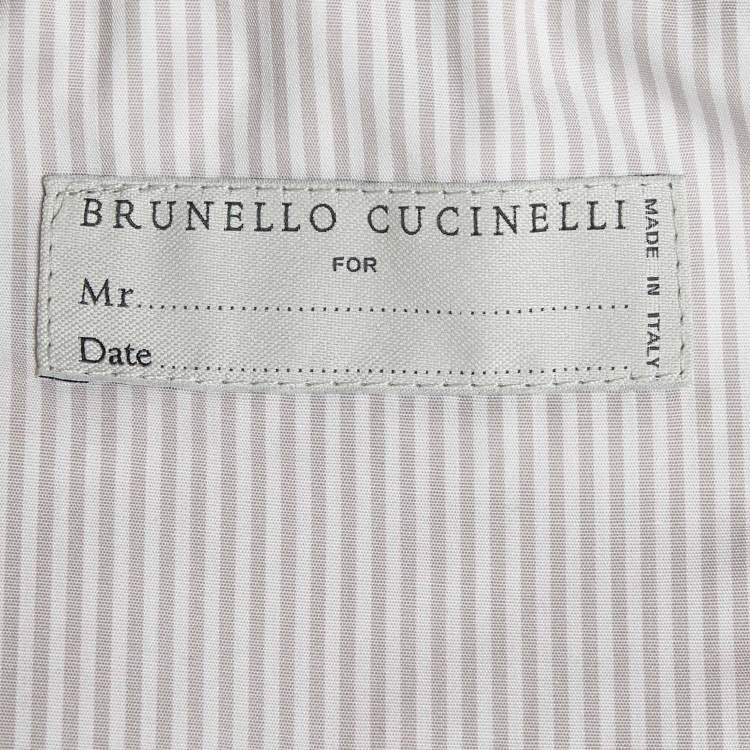 BRUNELLO CUCINELLI
FOR
Mr..................................................
Date ................................................
MADE IN ITALY